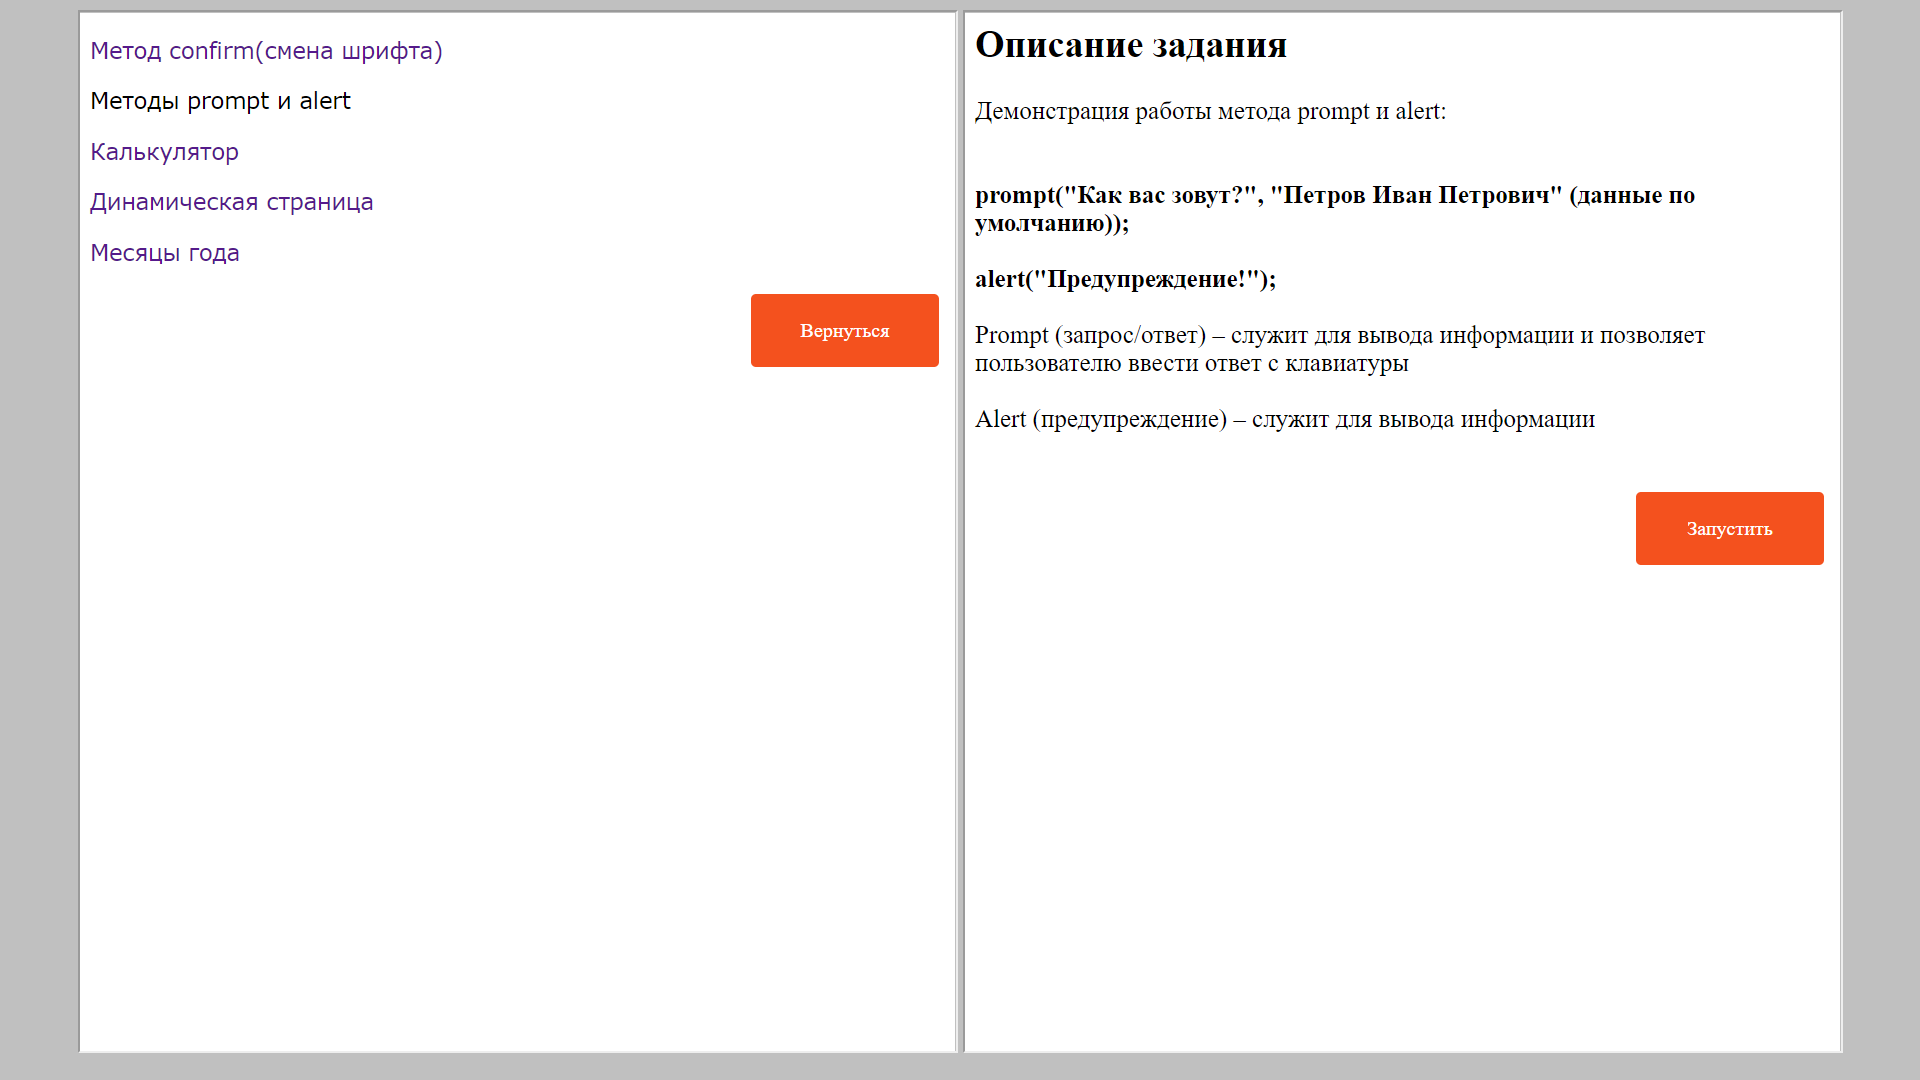 Метод confirm(смена шрифта)
Методы prompt и alert
Калькулятор
Динамическая страница
Месяцы года
Вернуться
Описание задания
Демонстрация работы метода prompt и alert:
prompt("Как вас зовут?", "Петров Иван Петрович" (данные по
умолчанию));
alert("Предупреждение!");
Prompt (запрос/ответ) – служит для вывода информации и позволяет
пользователю ввести ответ с клавиатуры
Alert (предупреждение) – служит для вывода информации
Запустить